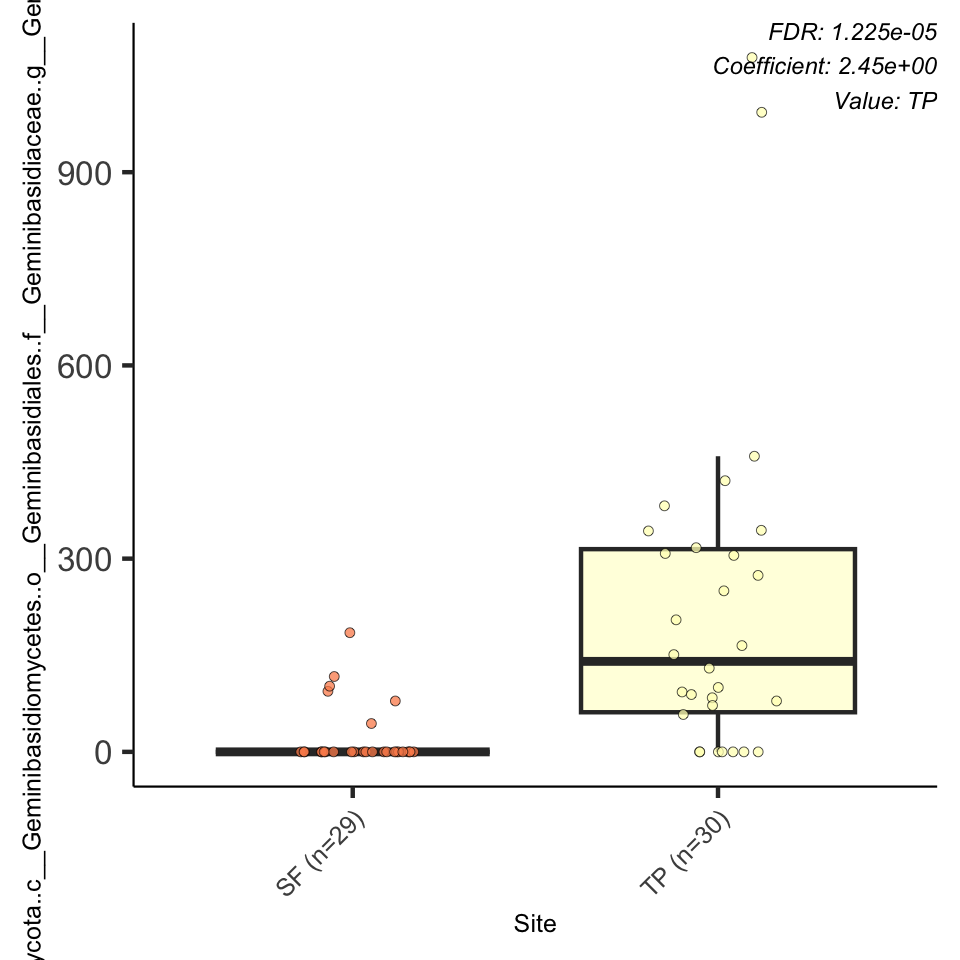 FDR: 1.225e-05
Coefficient: 2.45e+00
Value: TP
ycota..c__Geminibasidiomycetes..o__Geminibasidiales..f__Geminibasidiaceae..g__Ge
900
600
300
0
SF (n=29)
TP (n=30)
Site